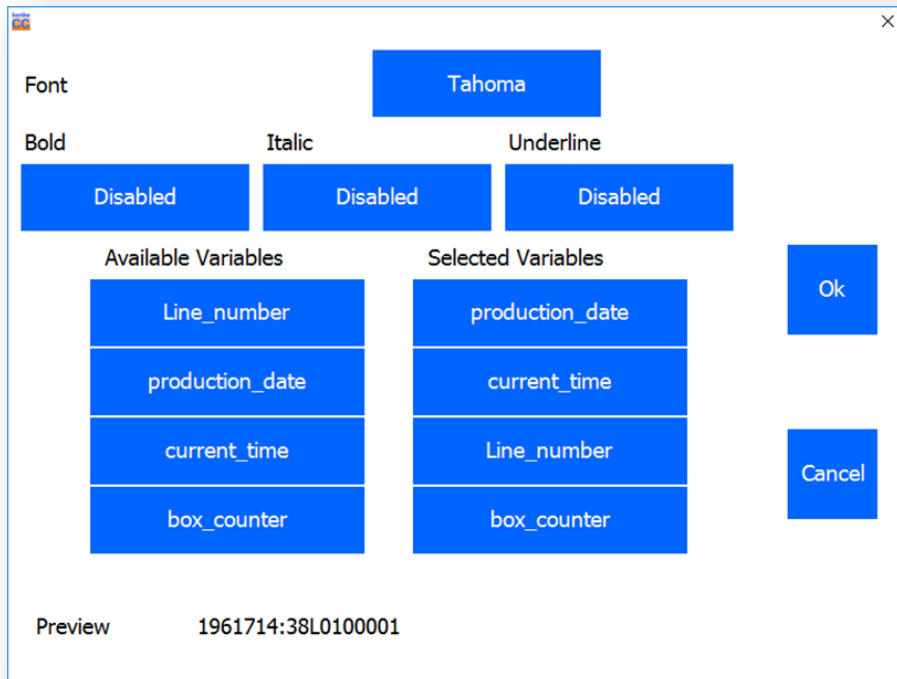 CC
Font
Tahoma
Bold
Italic
Underline
Disabled
Disabled
Disabled
Available Variables
Selected Variables
Line_number
production_date
production_date
current_time
current_time
Line_number
box_counter
box_counter
Ok
Cancel
Preview
1961714:38L0100001